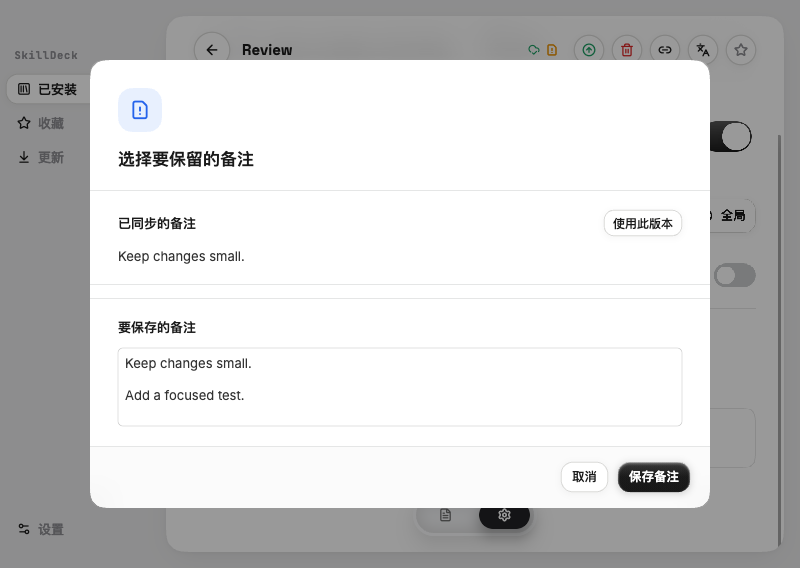 SkillDeck
Review
已安装
收藏
更新
全局
选择要保留的备注
已同步的备注
使用此版本
Keep changes small.
要保存的备注
Keep changes small.
Add a focused test.
取消
保存备注
设置